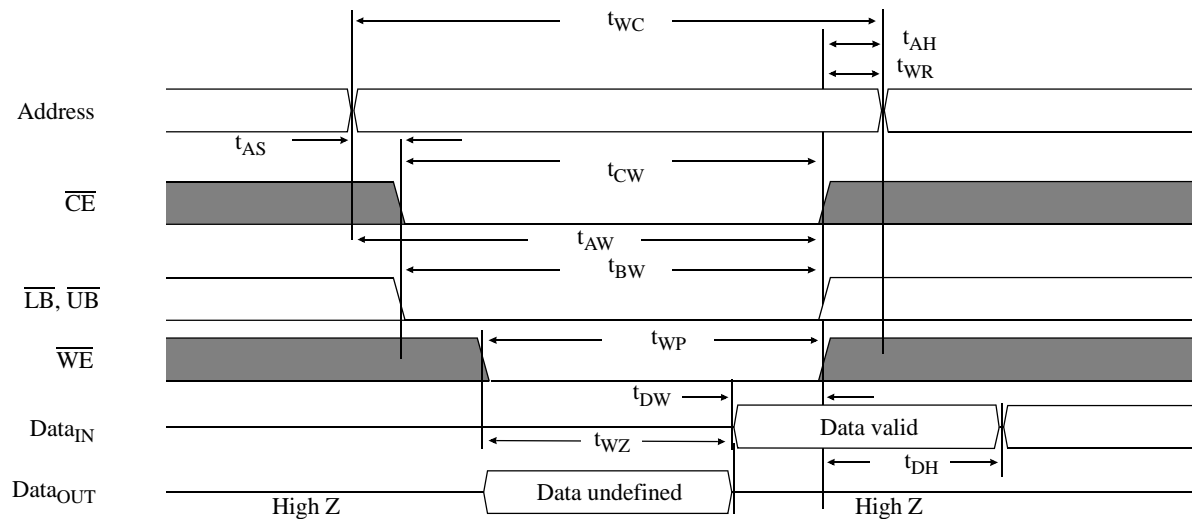 tWC
tAH
tWR
Address
tAS
tCW
CE
tAW
tBW
LB, UB
tWP
WE
tDW
DataIN
Data valid
tWZ
tDH
DataOUT
Data undefined
High Z
High Z